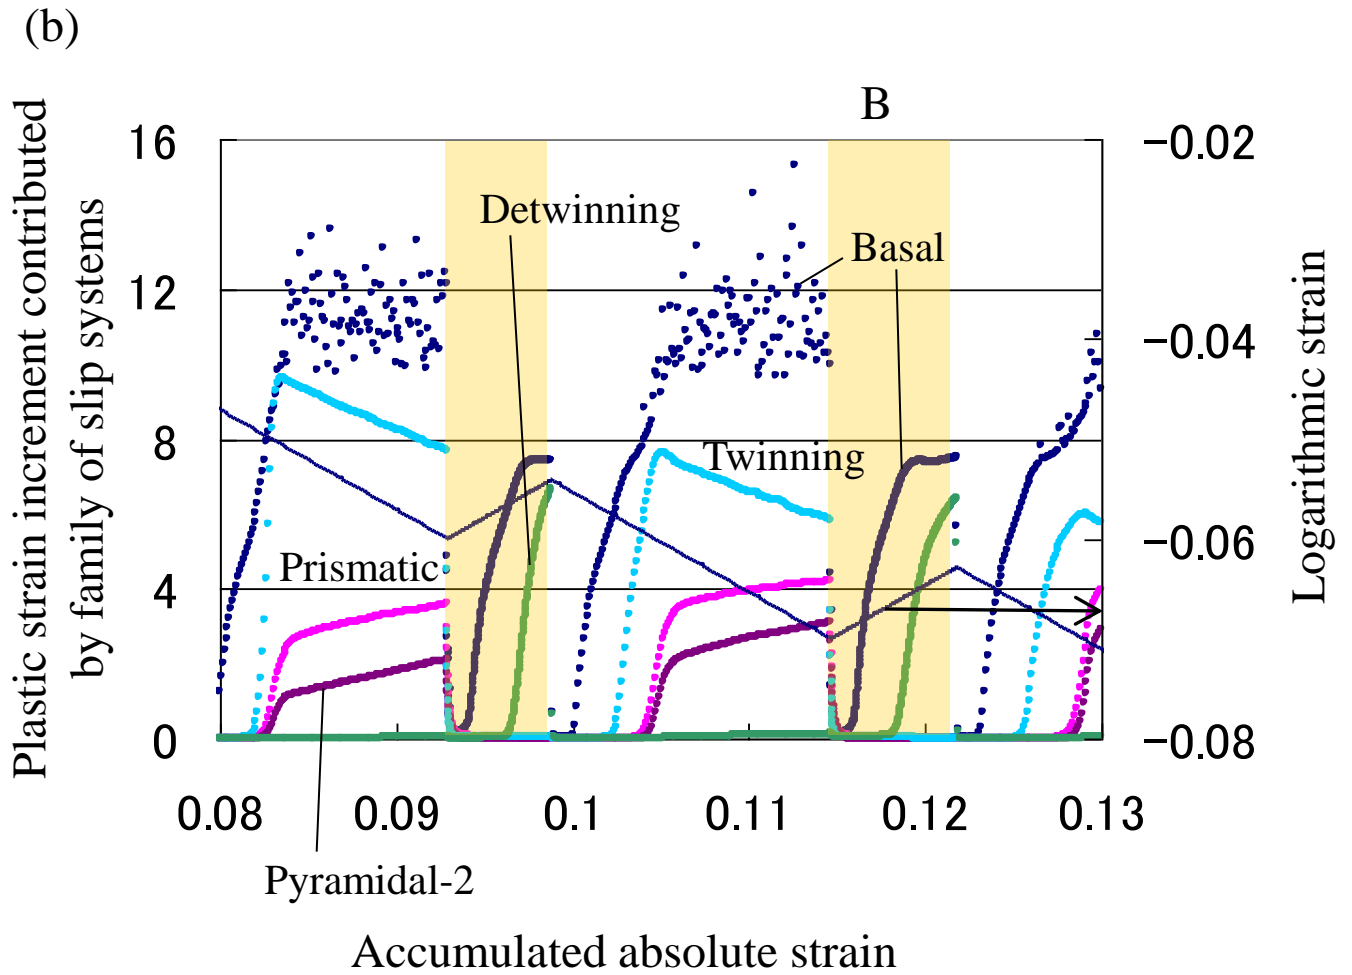 (b)
B
Plastic strain increment contributed
by family of slip systems
16
12
8
4
0
−0.02
−0.04
−0.06
−0.08
Logarithmic strain
Detwinning
Basal
Twinning
Prismatic
0.08 0.09 0.1 0.11 0.12 0.13
Pyramidal-2
Accumulated absolute strain